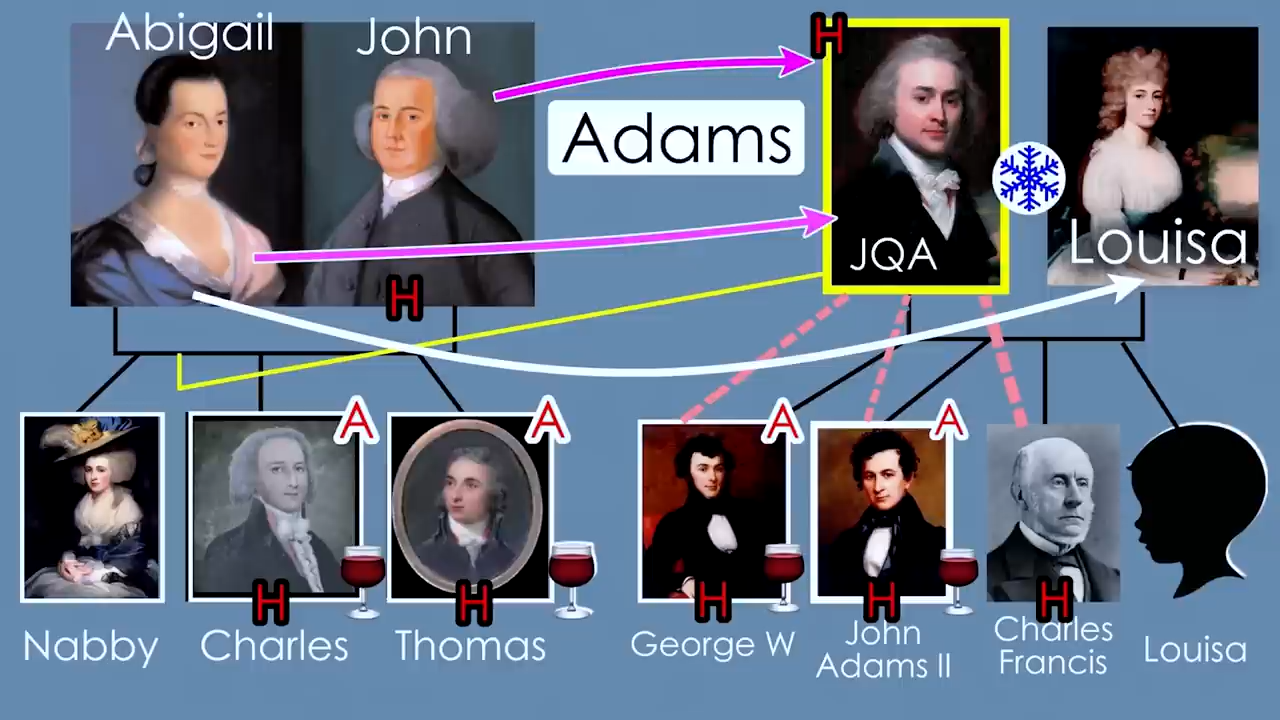 Abigail
John
H
Adams
JQA
Louisa
H
A
A
A
A
H
H
H
H
H
Nabby
Charles
Thomas
George W
John
Adams II
Charles
Francis
Louisa